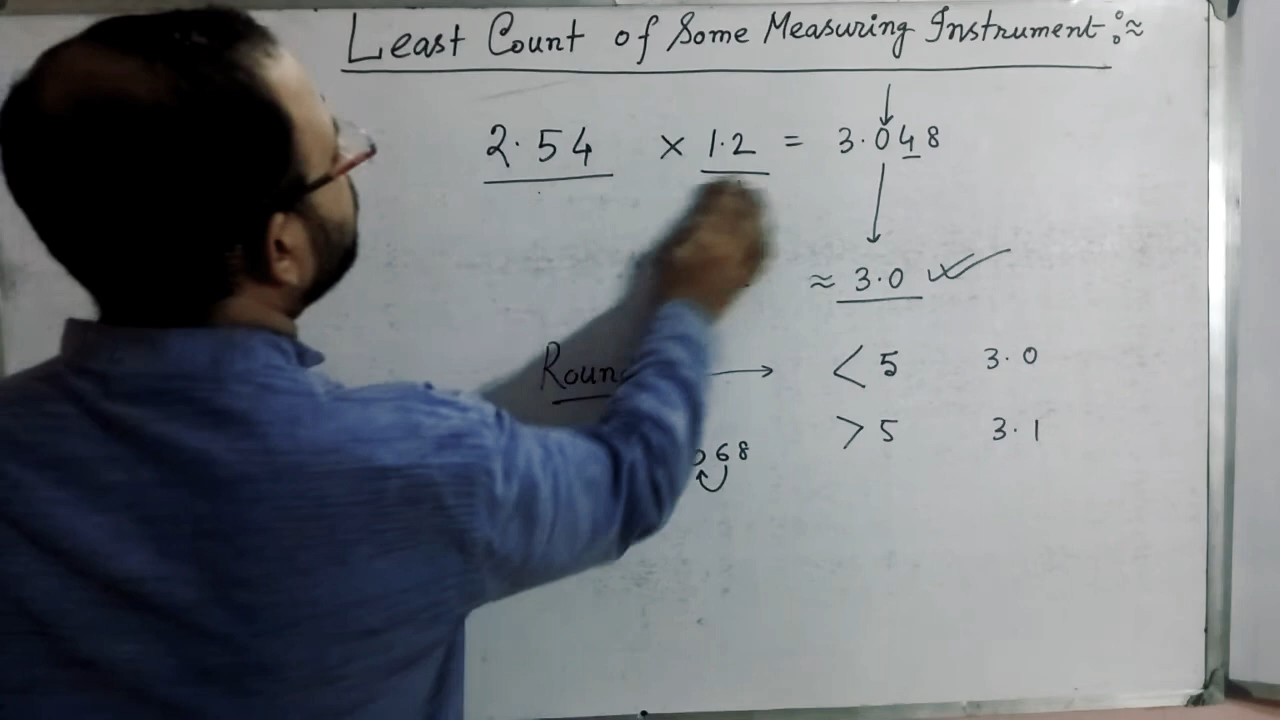 Least Count of Some Measuring Instrument :≈
2.54 × 1.2 = 3.048
≈ 3.0
→ < 5 3.0
> 5 3.1
68